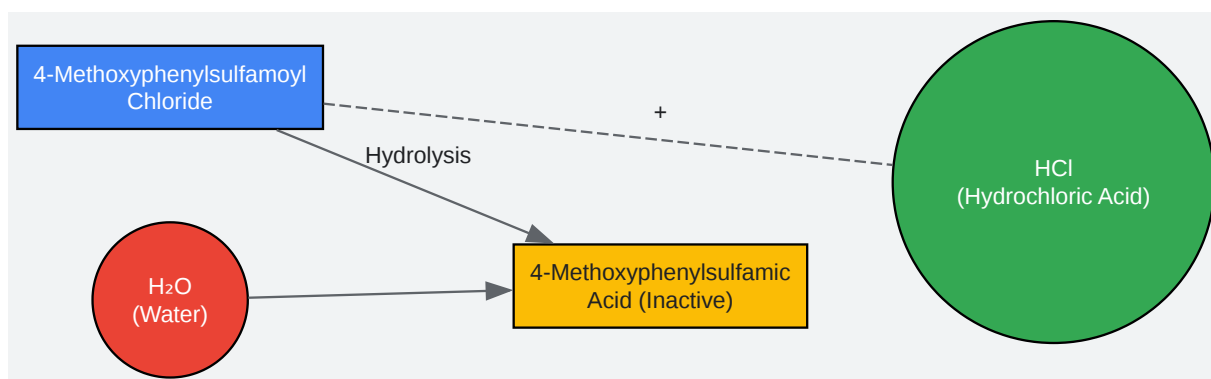 4-Methoxyphenylsulfamoyl
Chloride
+
Hydrolysis
HCl
(Hydrochloric Acid)
H₂O
(Water)
4-Methoxyphenylsulfamic
Acid (Inactive)